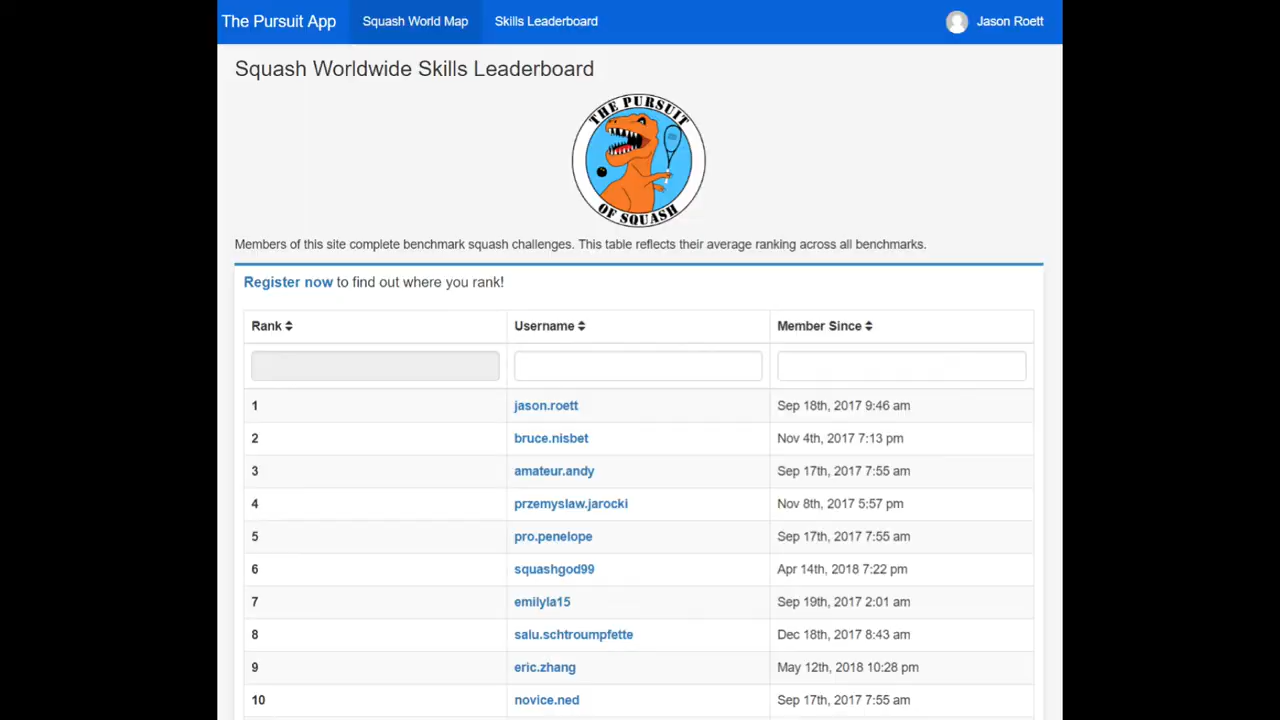 The Pursuit App Squash World Map Skills Leaderboard Jason Roett
Squash Worldwide Skills Leaderboard
THE PURSUIT
OF SQUASH
Members of this site complete benchmark squash challenges. This table reflects their average ranking across all benchmarks.
Register now to find out where you rank!
Rank Username Member Since
1 jason.roett Sep 18th, 2017 9:46 am
2 bruce.nisbet Nov 4th, 2017 7:13 pm
3 amateur.andy Sep 17th, 2017 7:55 am
4 przemyslaw.jarocki Nov 8th, 2017 5:57 pm
5 pro.penelope Sep 17th, 2017 7:55 am
6 squashgod99 Apr 14th, 2018 7:22 pm
7 emilyla15 Sep 19th, 2017 2:01 am
8 salu.schtroumpfette Dec 18th, 2017 8:43 am
9 eric.zhang May 12th, 2018 10:28 pm
10 novice.ned Sep 17th, 2017 7:55 am